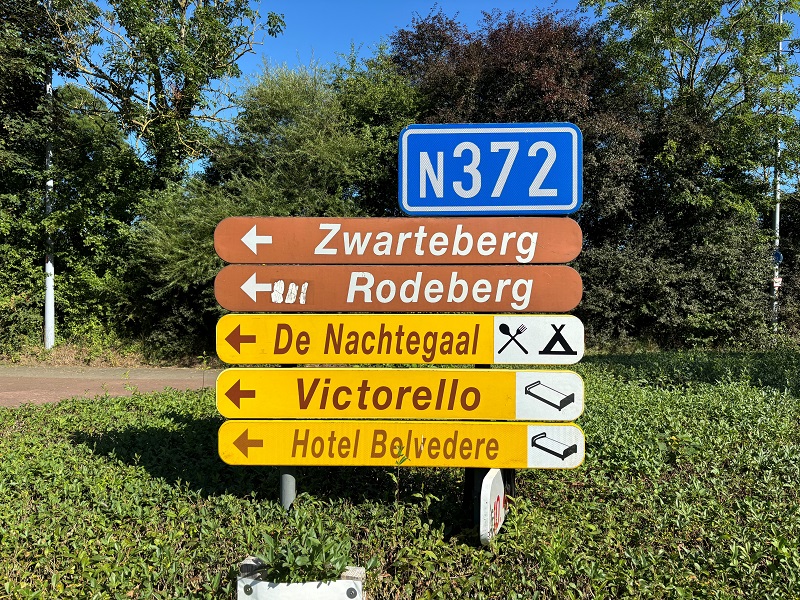 N372
Zwarteberg
Rodeberg
De Nachtegaal
Victorello
Hotel Belvedere